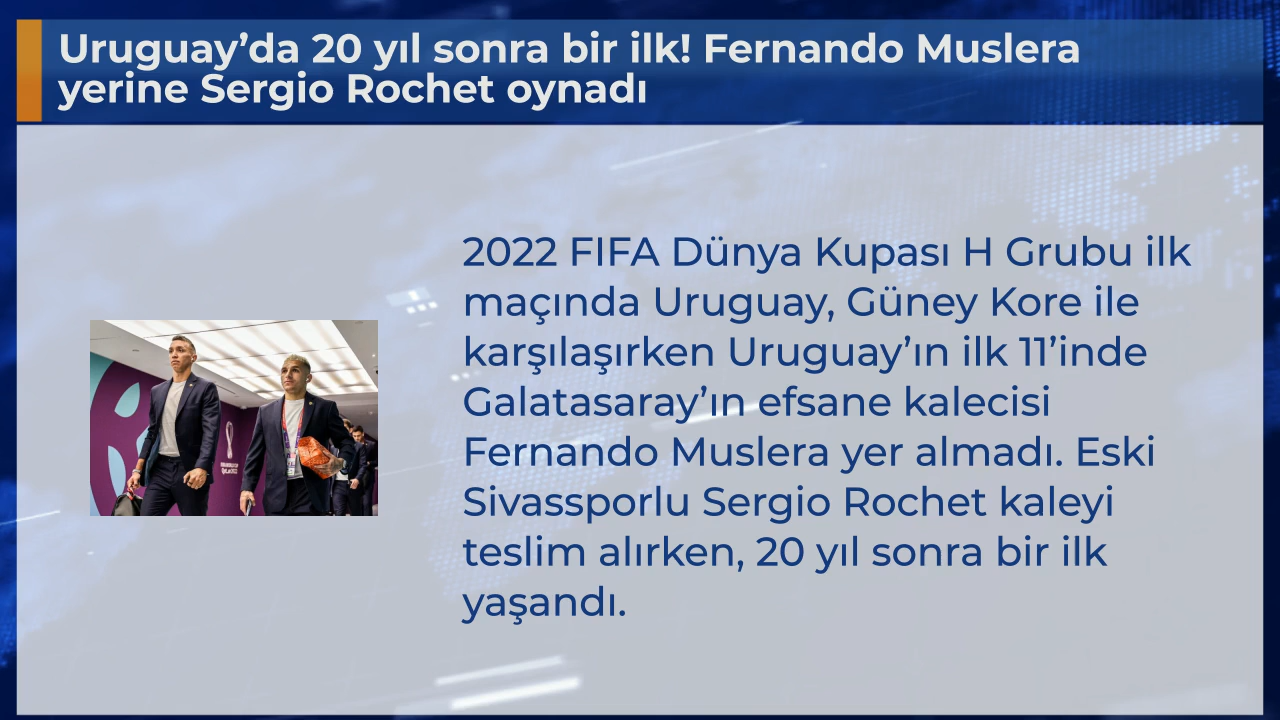 Uruguay’da 20 yıl sonra bir ilk! Fernando Muslera
yerine Sergio Rochet oynadı
2022 FIFA Dünya Kupası H Grubu ilk
maçında Uruguay, Güney Kore ile
karşılaşırken Uruguay’ın ilk 11’inde
Galatasaray’ın efsane kalecisi
Fernando Muslera yer almadı. Eski
Sivassporlu Sergio Rochet kaleyi
teslim alırken, 20 yıl sonra bir ilk
yaşandı.